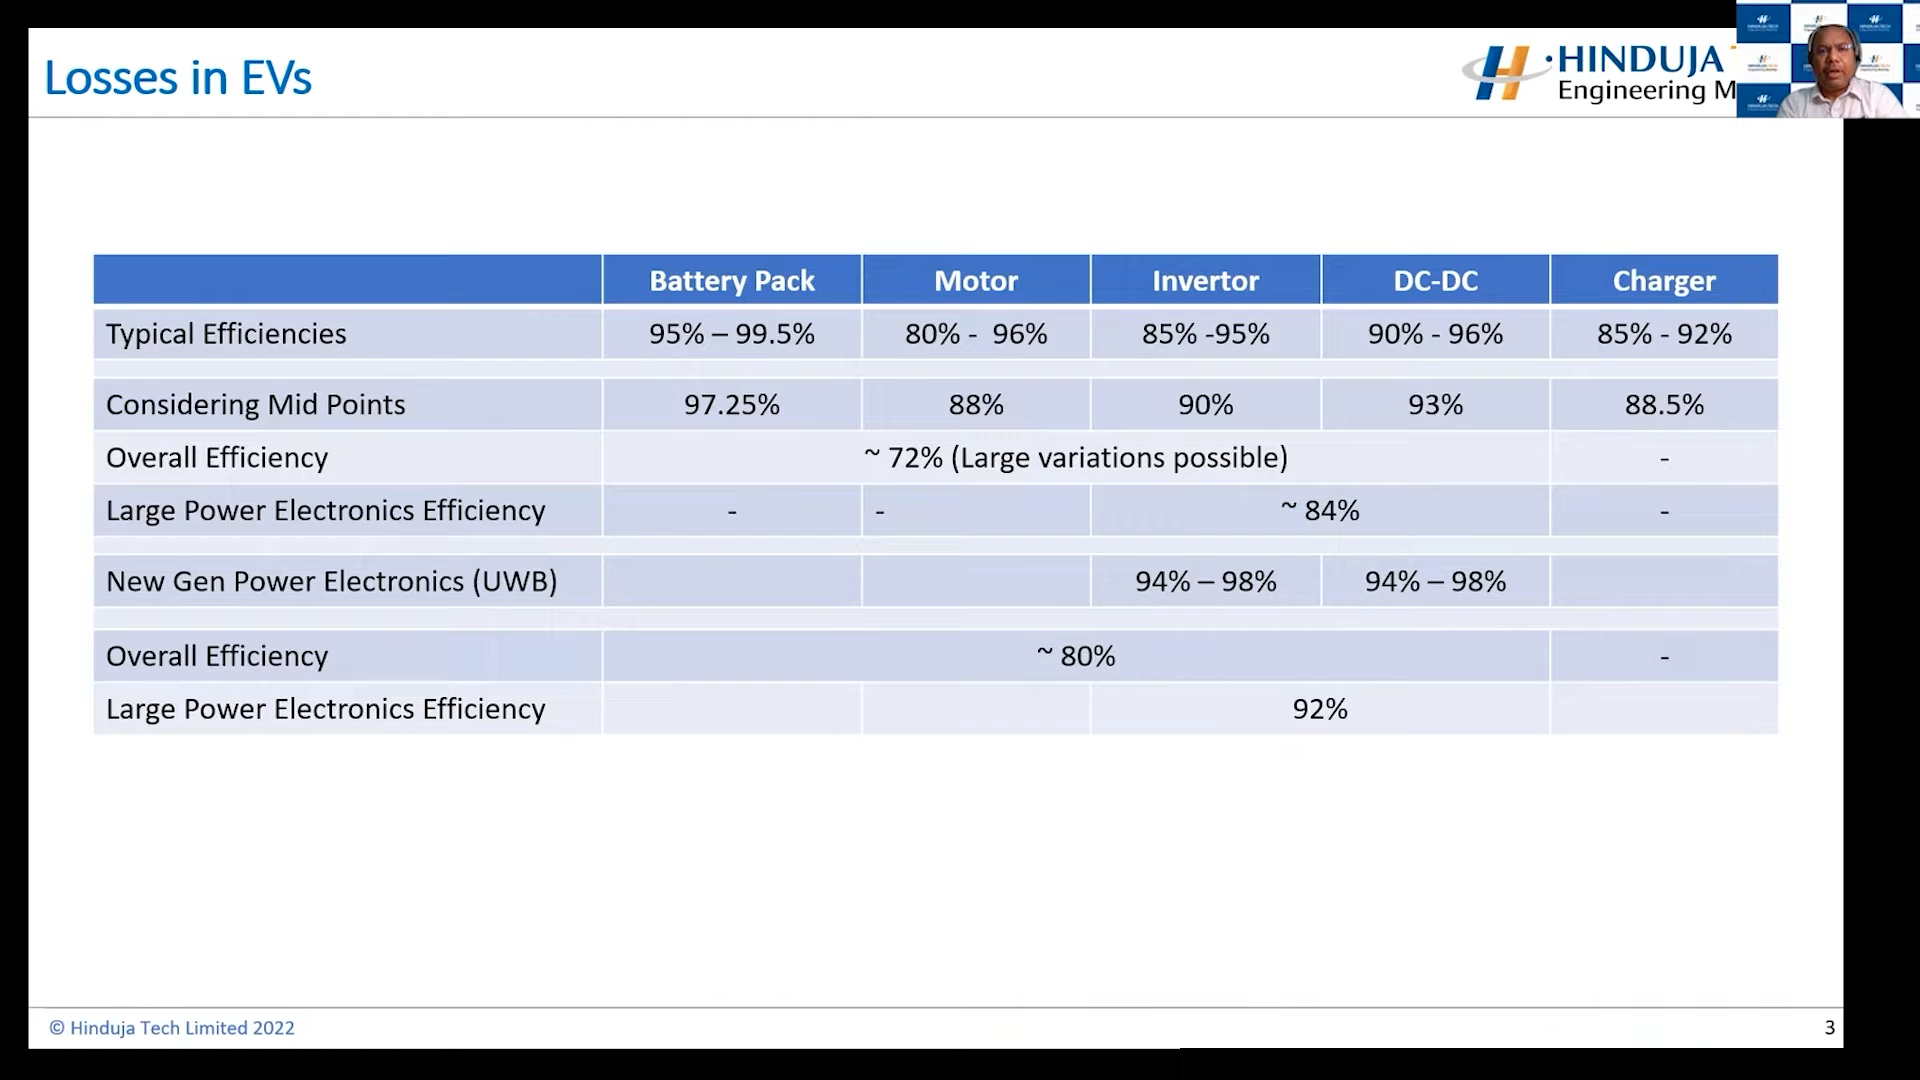 Losses in EVs
HINDUJA
Engineering M
Battery Pack Motor Invertor DC-DC Charger
Typical Efficiencies 95% – 99.5% 80% - 96% 85% -95% 90% - 96% 85% - 92%
Considering Mid Points 97.25% 88% 90% 93% 88.5%
Overall Efficiency ~ 72% (Large variations possible) -
Large Power Electronics Efficiency - - ~ 84% -
New Gen Power Electronics (UWB) 94% – 98% 94% – 98%
Overall Efficiency ~ 80% -
Large Power Electronics Efficiency 92%
© Hinduja Tech Limited 2022
3